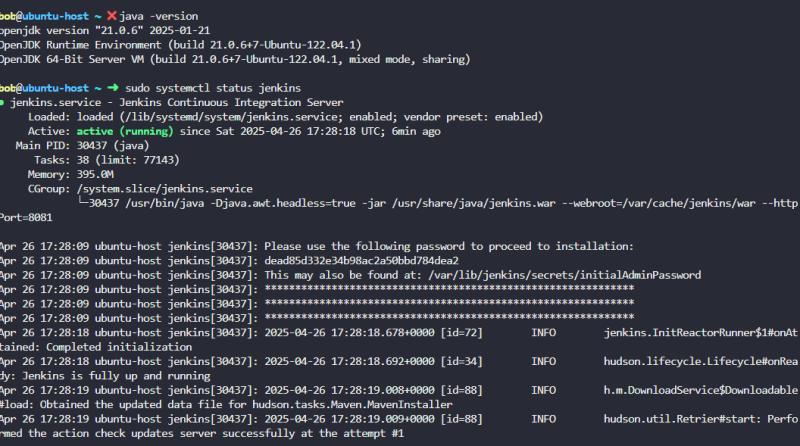 bob@ubuntu-host ~ ✖ java -version
openjdk version "21.0.6" 2025-01-21
OpenJDK Runtime Environment (build 21.0.6+7-Ubuntu-122.04.1)
OpenJDK 64-Bit Server VM (build 21.0.6+7-Ubuntu-122.04.1, mixed mode, sharing)
bob@ubuntu-host ~ ➜ sudo systemctl status jenkins
● jenkins.service - Jenkins Continuous Integration Server
Loaded: loaded (/lib/systemd/system/jenkins.service; enabled; vendor preset: enabled)
Active: active (running) since Sat 2025-04-26 17:28:18 UTC; 6min ago
Main PID: 30437 (java)
Tasks: 38 (limit: 77143)
Memory: 395.0M
CGroup: /system.slice/jenkins.service
└─30437 /usr/bin/java -Djava.awt.headless=true -jar /usr/share/java/jenkins.war --webroot=/var/cache/jenkins/war --http
Port=8081
Apr 26 17:28:09 ubuntu-host jenkins[30437]: Please use the following password to proceed to installation:
Apr 26 17:28:09 ubuntu-host jenkins[30437]: dead85d332e34b98ac2a50bbd784dea2
Apr 26 17:28:09 ubuntu-host jenkins[30437]: This may also be found at: /var/lib/jenkins/secrets/initialAdminPassword
Apr 26 17:28:09 ubuntu-host jenkins[30437]: *************************************************************
Apr 26 17:28:09 ubuntu-host jenkins[30437]: *************************************************************
Apr 26 17:28:09 ubuntu-host jenkins[30437]: *************************************************************
Apr 26 17:28:18 ubuntu-host jenkins[30437]: 2025-04-26 17:28:18.678+0000 [id=72] INFO jenkins.InitReactorRunner$1#onAt
tained: Completed initialization
Apr 26 17:28:18 ubuntu-host jenkins[30437]: 2025-04-26 17:28:18.692+0000 [id=34] INFO hudson.lifecycle.Lifecycle#onRea
dy: Jenkins is fully up and running
Apr 26 17:28:19 ubuntu-host jenkins[30437]: 2025-04-26 17:28:19.008+0000 [id=88] INFO h.m.DownloadService$Downloadable
#load: Obtained the updated data file for hudson.tasks.Maven.MavenInstaller
Apr 26 17:28:19 ubuntu-host jenkins[30437]: 2025-04-26 17:28:19.009+0000 [id=88] INFO hudson.util.Retrier#start: Perfo
rmed the action check updates server successfully at the attempt #1